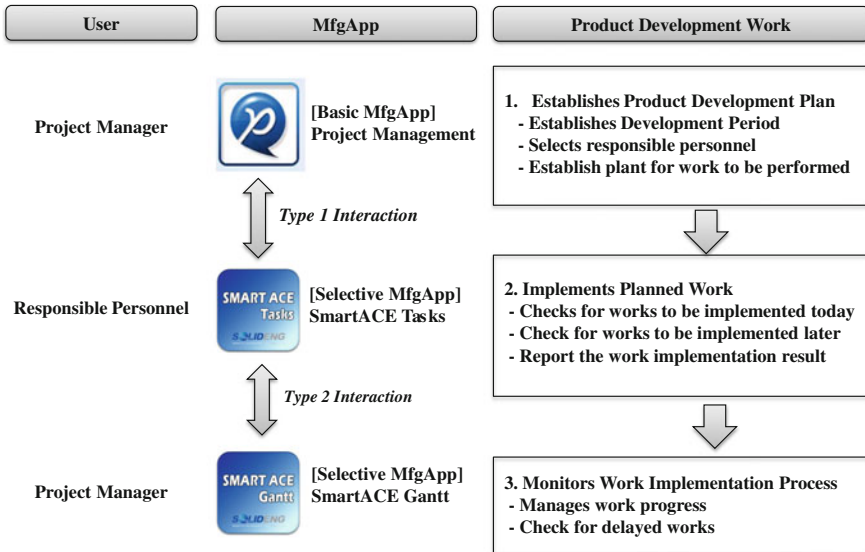 User
MfgApp
Product Development Work
Project Manager
[Basic MfgApp]
Project Management
1. Establishes Product Development Plan
- Establishes Development Period
- Selects responsible personnel
- Establish plant for work to be performed
Type 1 Interaction
Responsible Personnel
SMART ACE
Tasks
SOLIDENG
[Selective MfgApp]
SmartACE Tasks
2. Implements Planned Work
- Checks for works to be implemented today
- Check for works to be implemented later
- Report the work implementation result
Type 2 Interaction
Project Manager
SMART ACE
Gantt
SOLIDENG
[Selective MfgApp]
SmartACE Gantt
3. Monitors Work Implementation Process
- Manages work progress
- Check for delayed works